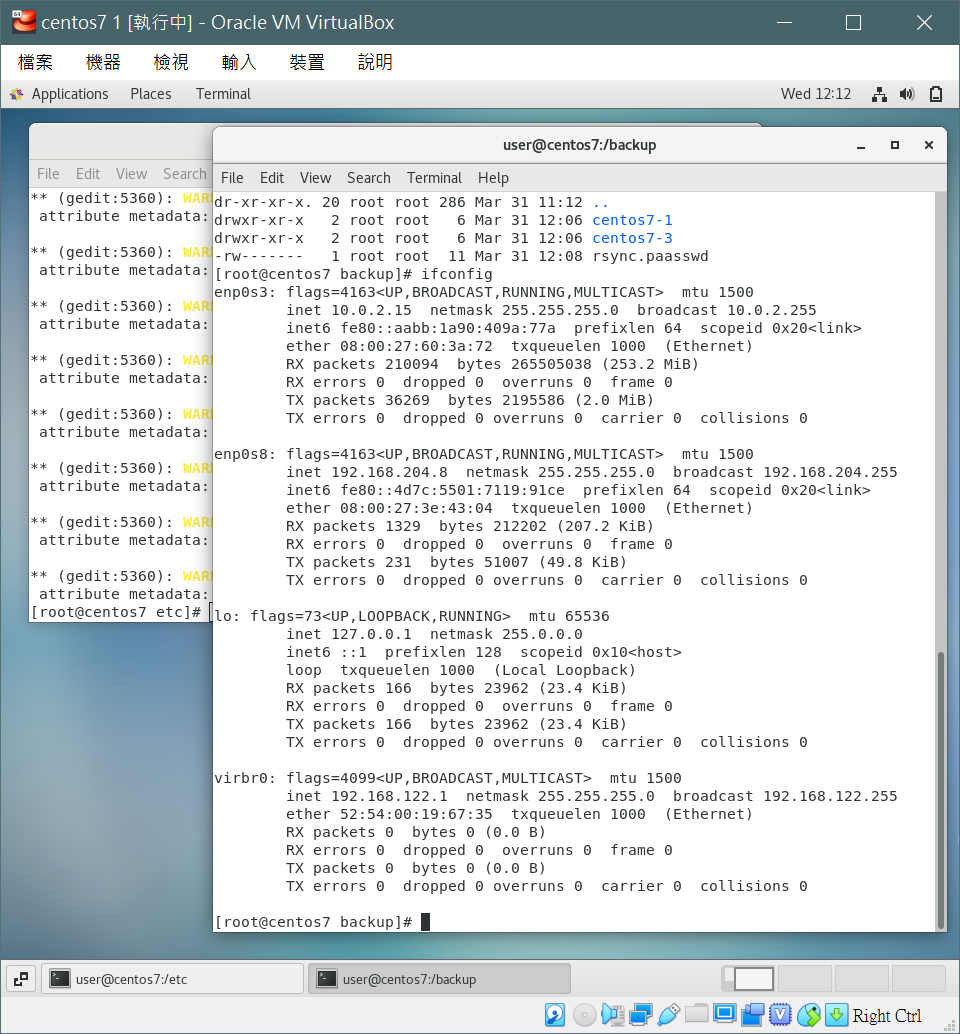 centos7 1 [執行中] - Oracle VM VirtualBox
檔案 機器 檢視 輸入 裝置 說明
Applications Places Terminal Wed 12:12
File Edit View Search
** (gedit:5360): WAR
attribute metadata:
** (gedit:5360): WAR
attribute metadata:
** (gedit:5360): WAR
attribute metadata:
** (gedit:5360): WAR
attribute metadata:
** (gedit:5360): WAR
attribute metadata:
** (gedit:5360): WAR
attribute metadata:
** (gedit:5360): WAR
attribute metadata:
** (gedit:5360): WAR
attribute metadata:
[root@centos7 etc]#
user@centos7:/backup
File Edit View Search Terminal Help
dr-xr-xr-x. 20 root root 286 Mar 31 11:12 ..
drwxr-xr-x 2 root root 6 Mar 31 12:06 centos7-1
drwxr-xr-x 2 root root 6 Mar 31 12:06 centos7-3
-rw------- 1 root root 11 Mar 31 12:08 rsync.paasswd
[root@centos7 backup]# ifconfig
enp0s3: flags=4163<UP,BROADCAST,RUNNING,MULTICAST> mtu 1500
inet 10.0.2.15 netmask 255.255.255.0 broadcast 10.0.2.255
inet6 fe80::aabb:1a90:409a:77a prefixlen 64 scopeid 0x20<link>
ether 08:00:27:60:3a:72 txqueuelen 1000 (Ethernet)
RX packets 210094 bytes 265505038 (253.2 MiB)
RX errors 0 dropped 0 overruns 0 frame 0
TX packets 36269 bytes 2195586 (2.0 MiB)
TX errors 0 dropped 0 overruns 0 carrier 0 collisions 0
enp0s8: flags=4163<UP,BROADCAST,RUNNING,MULTICAST> mtu 1500
inet 192.168.204.8 netmask 255.255.255.0 broadcast 192.168.204.255
inet6 fe80::4d7c:5501:7119:91ce prefixlen 64 scopeid 0x20<link>
ether 08:00:27:3e:43:04 txqueuelen 1000 (Ethernet)
RX packets 1329 bytes 212202 (207.2 KiB)
RX errors 0 dropped 0 overruns 0 frame 0
TX packets 231 bytes 51007 (49.8 KiB)
TX errors 0 dropped 0 overruns 0 carrier 0 collisions 0
lo: flags=73<UP,LOOPBACK,RUNNING> mtu 65536
inet 127.0.0.1 netmask 255.0.0.0
inet6 ::1 prefixlen 128 scopeid 0x10<host>
loop txqueuelen 1000 (Local Loopback)
RX packets 166 bytes 23962 (23.4 KiB)
RX errors 0 dropped 0 overruns 0 frame 0
TX packets 166 bytes 23962 (23.4 KiB)
TX errors 0 dropped 0 overruns 0 carrier 0 collisions 0
virbr0: flags=4099<UP,BROADCAST,MULTICAST> mtu 1500
inet 192.168.122.1 netmask 255.255.255.0 broadcast 192.168.122.255
ether 52:54:00:19:67:35 txqueuelen 1000 (Ethernet)
RX packets 0 bytes 0 (0.0 B)
RX errors 0 dropped 0 overruns 0 frame 0
TX packets 0 bytes 0 (0.0 B)
TX errors 0 dropped 0 overruns 0 carrier 0 collisions 0
[root@centos7 backup]#
user@centos7:/etc user@centos7:/backup
Right Ctrl